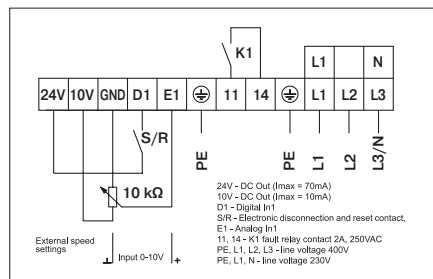 K1
L1 N
24V 10V GND D1 E1 11 14 L1 L2 L3
S/R
PE PE L1 L2 L3/N
10 kΩ
24V - DC Out (Imax = 70mA)
10V - DC Out (Imax = 10mA)
D1 - Digital In1
S/R - Electronic disconnection and reset contact,
E1 - Analog In1
11, 14 - K1 fault relay contact 2A, 250VAC
PE, L1, L2, L3 - line voltage 400V
PE, L1, N - line voltage 230V
External speed
settings
⊥ Input 0-10V +